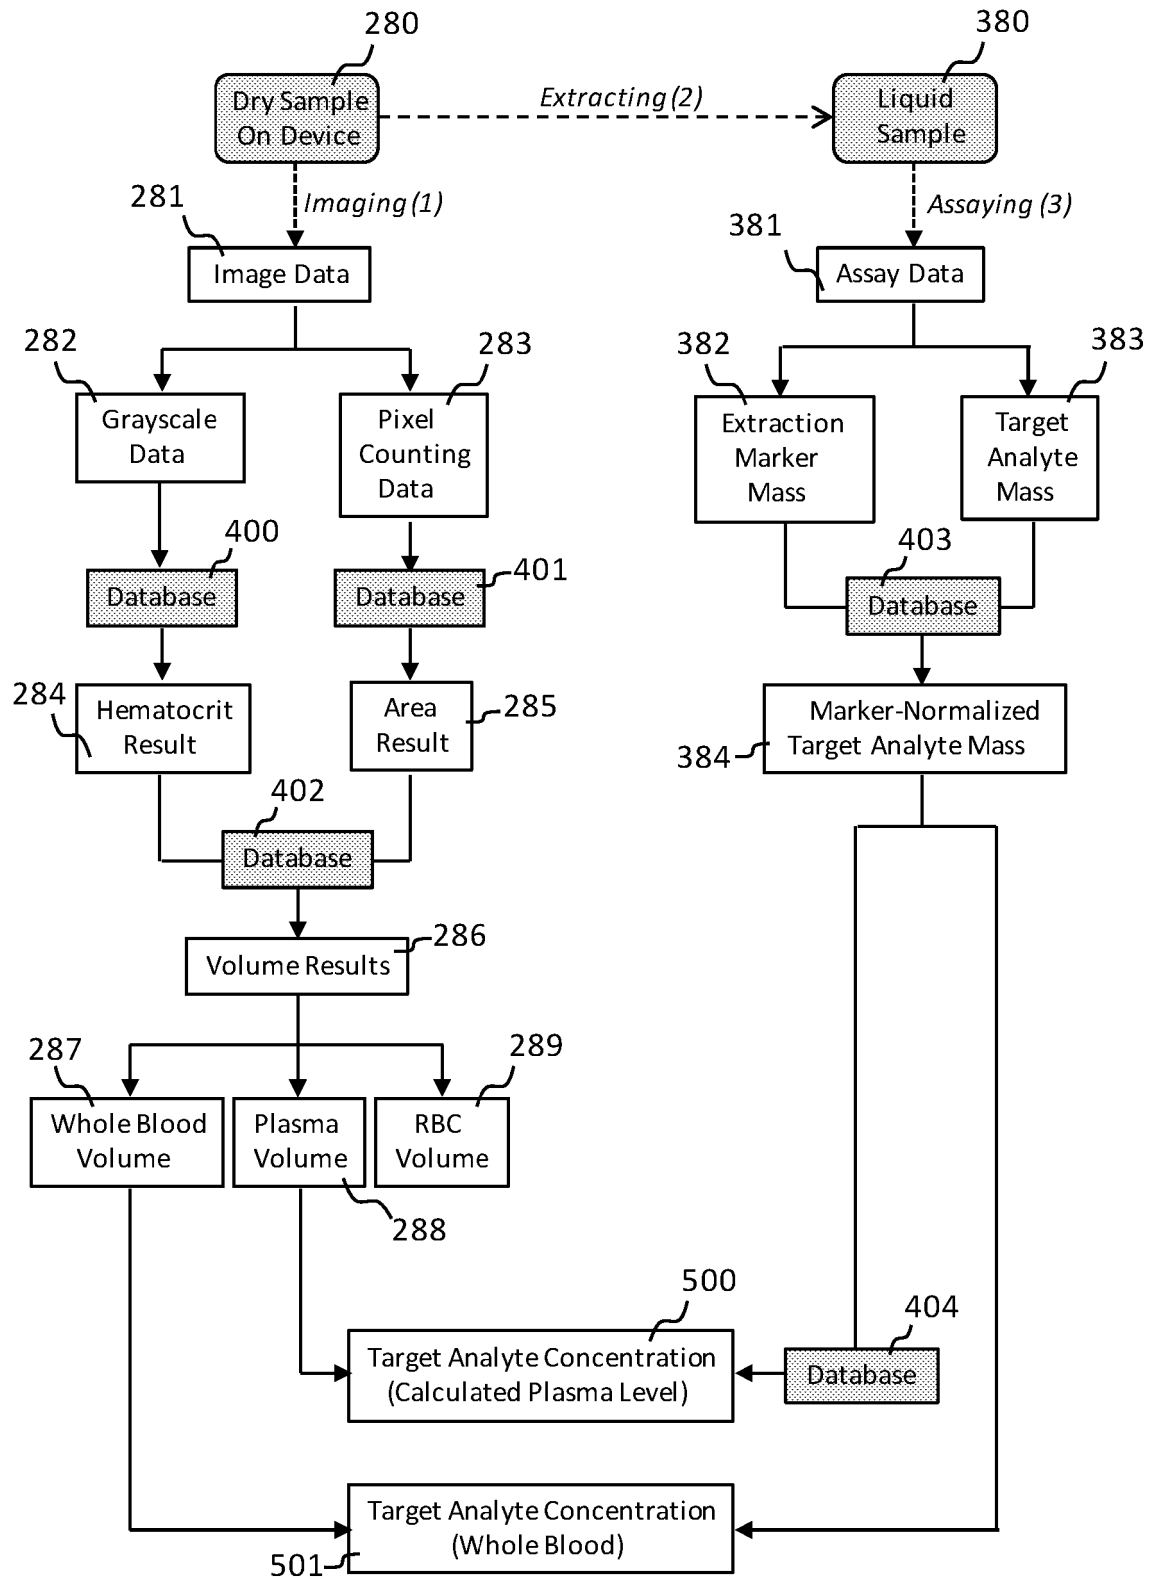 280
380
Dry Sample
On Device
Extracting (2)
Liquid
Sample
281
Imaging (1)
381
Assaying (3)
Image Data
Assay Data
282
283
382
383
Grayscale
Data
Pixel
Counting
Data
Extraction
Marker
Mass
Target
Analyte
Mass
400
401
403
Database
Database
Database
284
Hematocrit
Result
Area
Result
285
Marker-Normalized
Target Analyte Mass
384
402
Database
286
Volume Results
287
289
Whole Blood
Volume
Plasma
Volume
RBC
Volume
288
500
404
Target Analyte Concentration
(Calculated Plasma Level)
Database
Target Analyte Concentration
(Whole Blood)
501